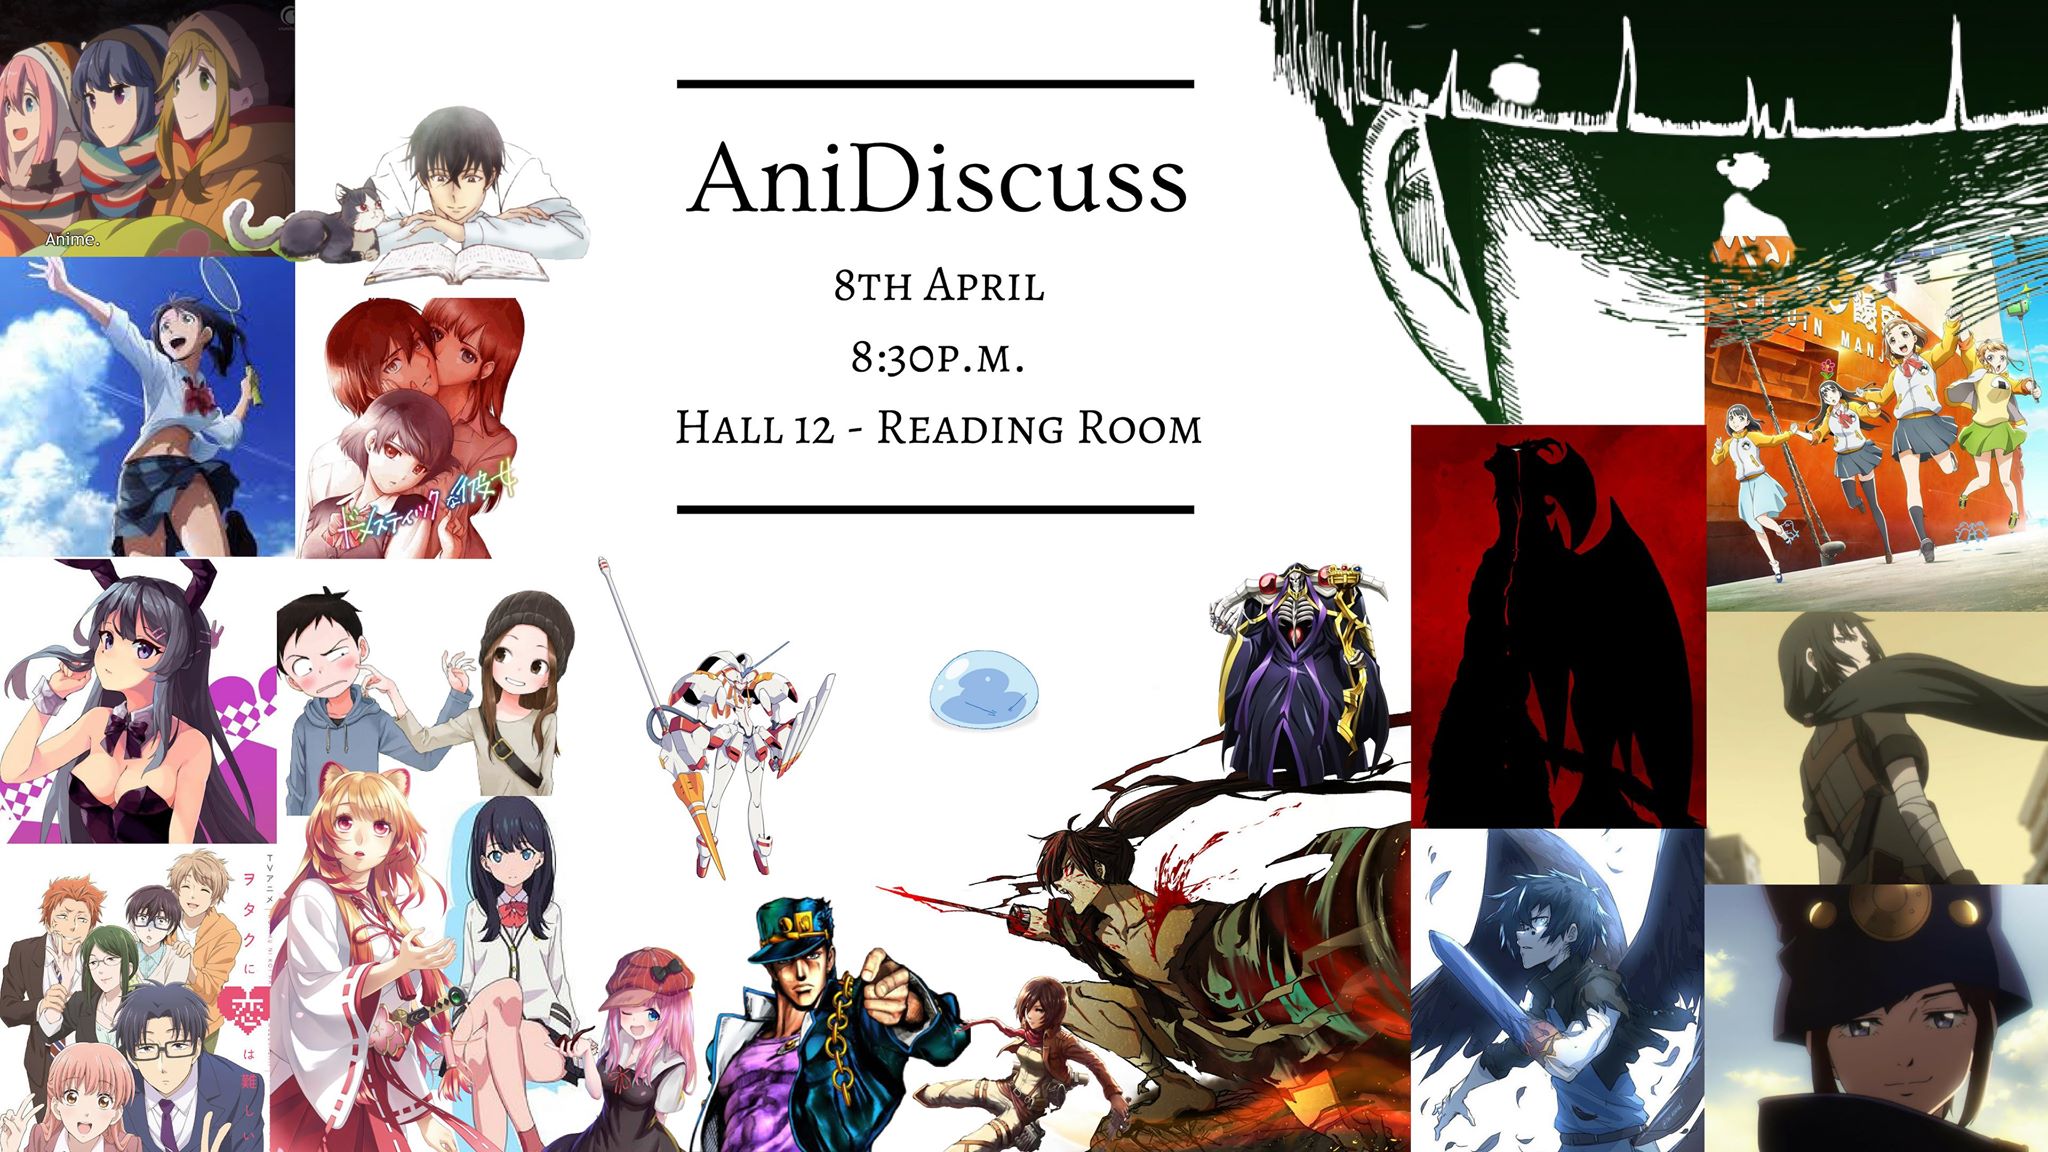 AniDiscuss
8th April
8:30p.m.
Hall 12 - Reading Room
Anime.
ドメスティックな彼女
TVアニメ
ヲタクに
恋
は
難
しい